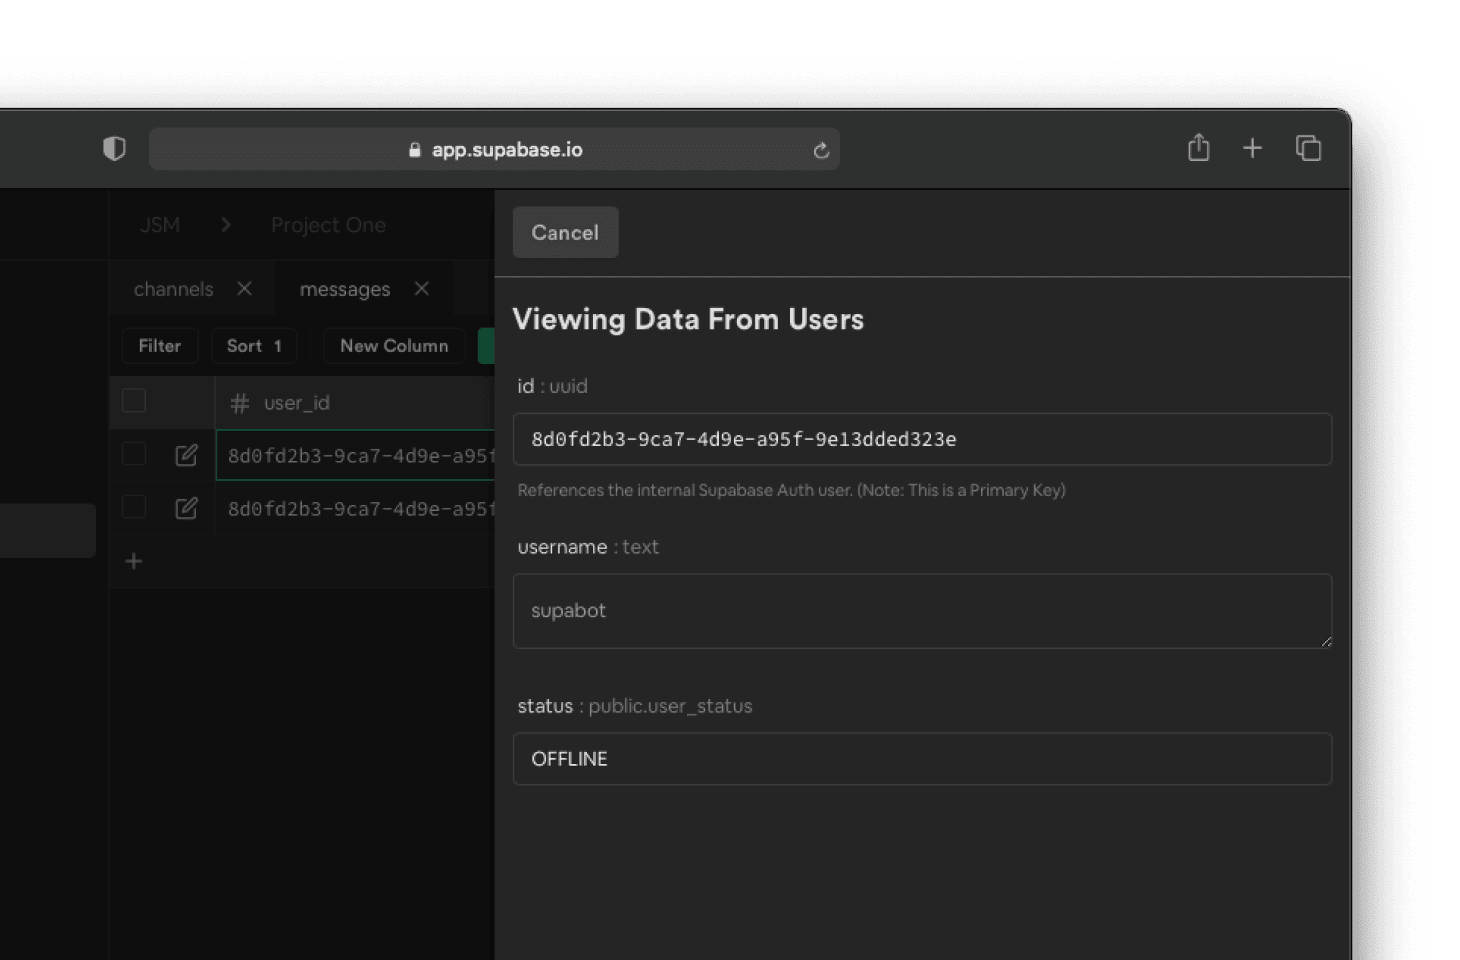 app.supabase.io
JSM > Project One
Cancel
channels
messages
Viewing Data From Users
Filter
Sort 1
New Column
id : uuid
# user_id
8d0fd2b3-9ca7-4d9e-a95f-9e13dded323e
8d0fd2b3-9ca7-4d9e-a95f
References the internal Supabase Auth user. (Note: This is a Primary Key)
8d0fd2b3-9ca7-4d9e-a95f
username : text
supabot
status : public.user_status
OFFLINE